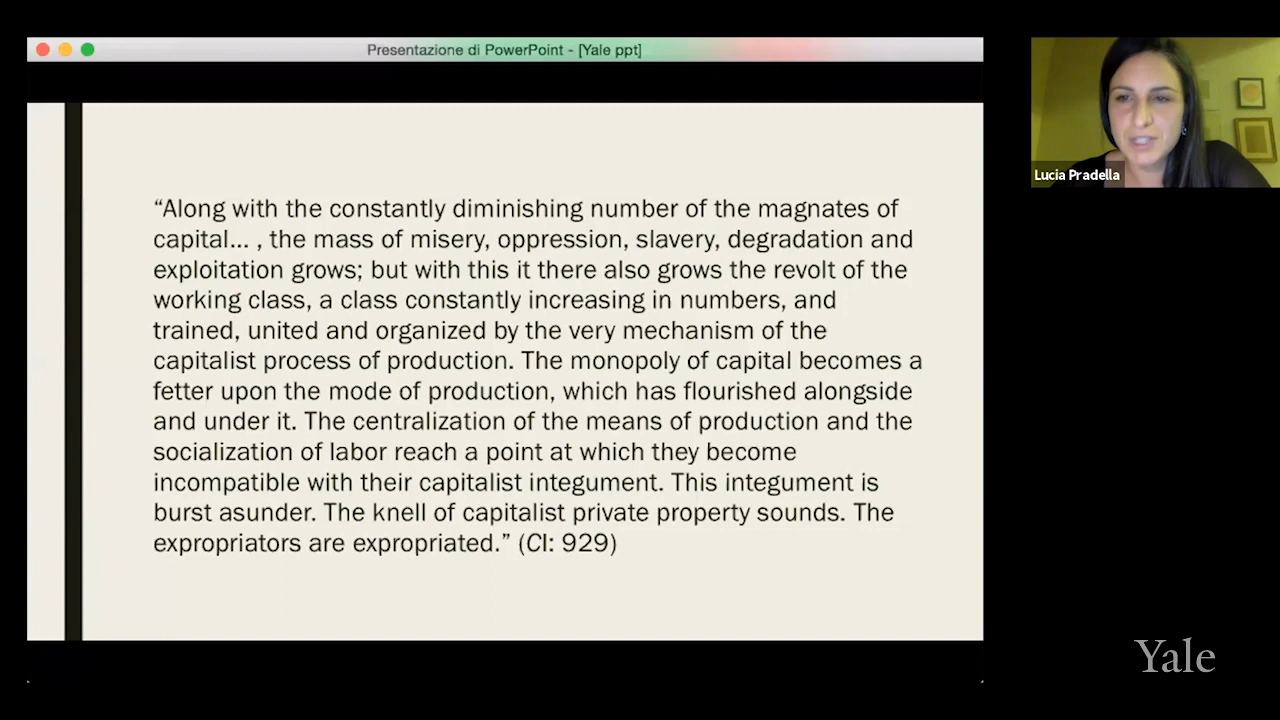 Presentazione di PowerPoint - [Yale ppt]
“Along with the constantly diminishing number of the magnates of
capital... , the mass of misery, oppression, slavery, degradation and
exploitation grows; but with this it there also grows the revolt of the
working class, a class constantly increasing in numbers, and
trained, united and organized by the very mechanism of the
capitalist process of production. The monopoly of capital becomes a
fetter upon the mode of production, which has flourished alongside
and under it. The centralization of the means of production and the
socialization of labor reach a point at which they become
incompatible with their capitalist integument. This integument is
burst asunder. The knell of capitalist private property sounds. The
expropriators are expropriated.” (CI: 929)
Lucia Pradella
Yale